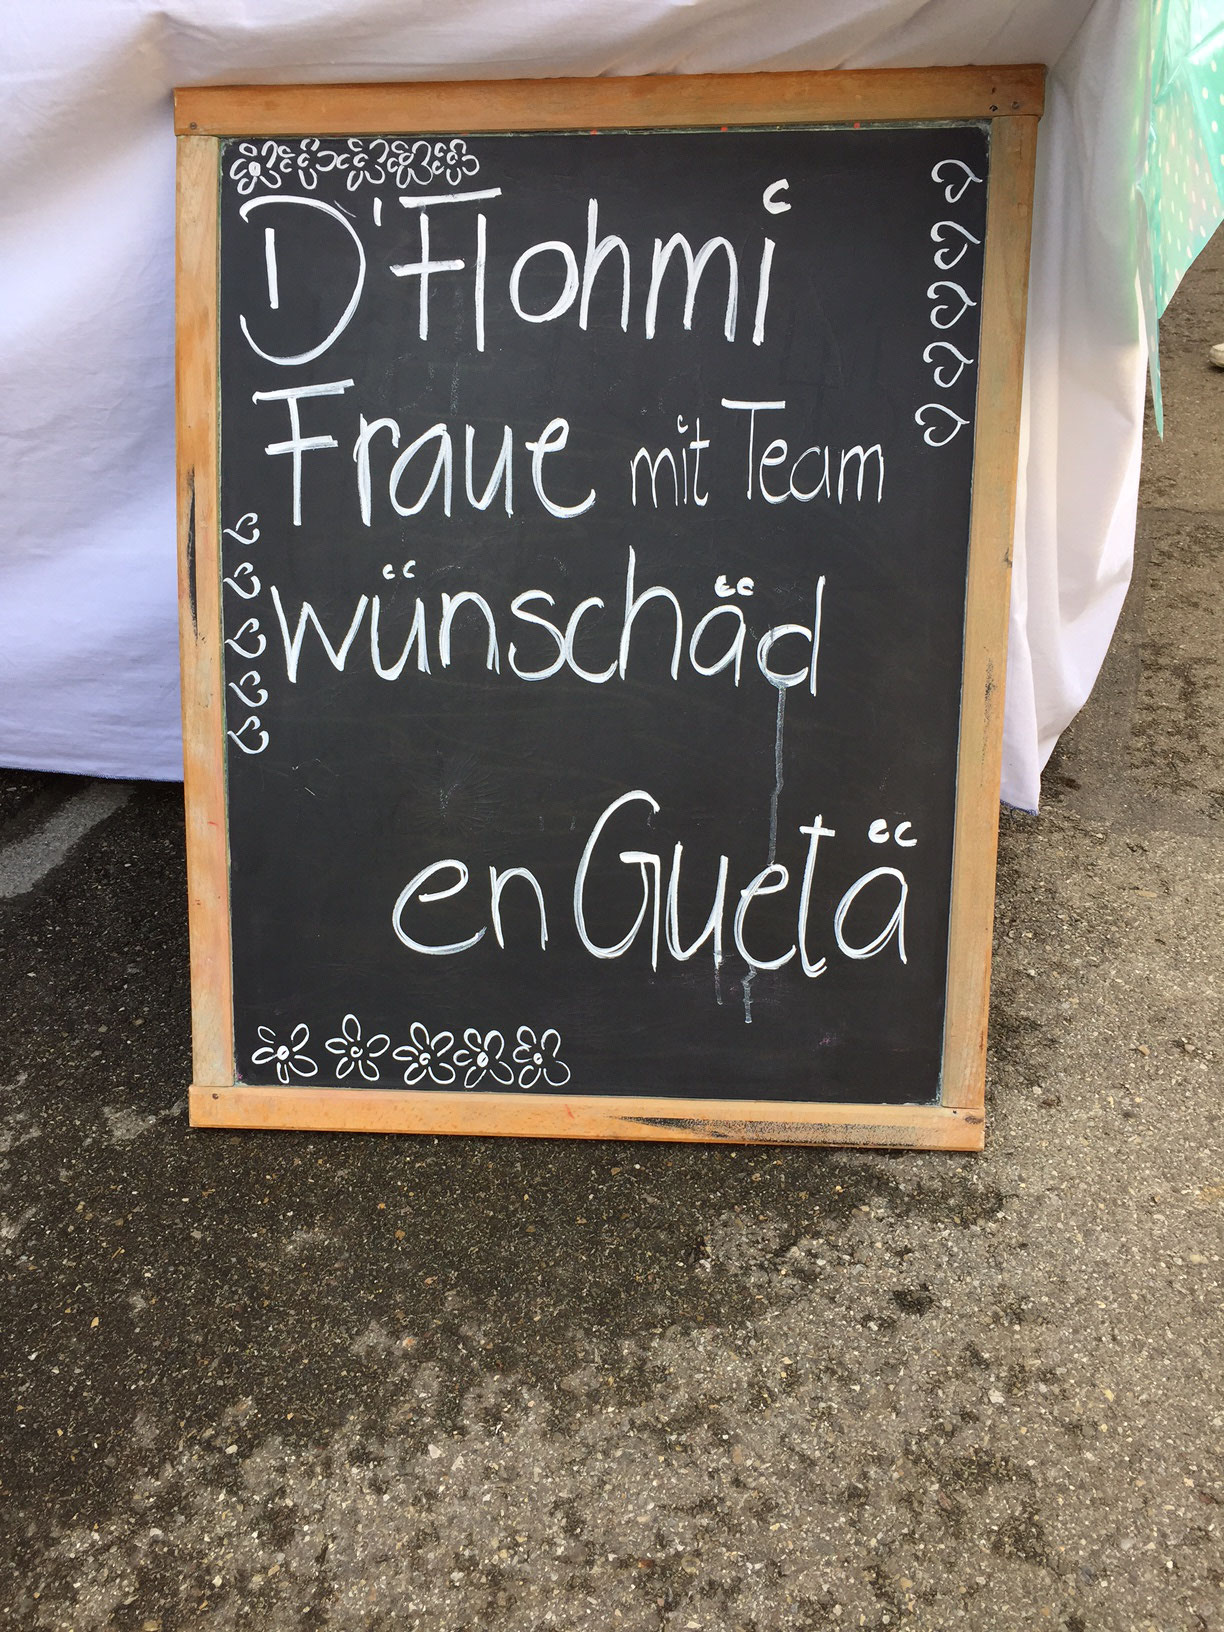 D'Flohmi
Fraue mit Team
wünschäd
en Guetä